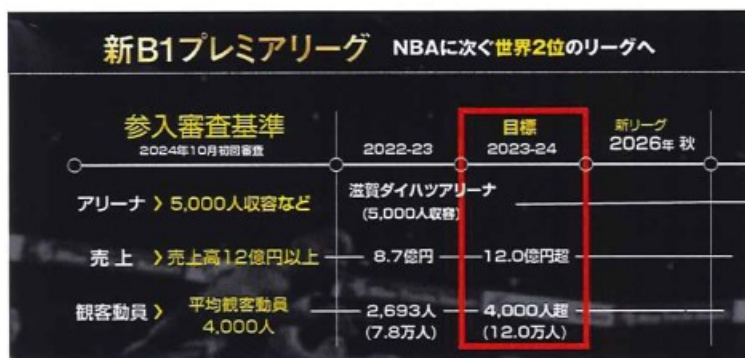 新B1プレミアリーグ NBAに次ぐ世界2位のリーグへ
参入審査基準
2024年10月初回審査
2022-23
目標
2023-24
新リーグ
2026年 秋
アリーナ > 5,000人収容など
滋賀ダイハツアリーナ
(5,000人収容)
売上 > 売上高12億円以上 8.7億円 12.0億円超
観客動員 > 平均観客動員
4,000人
2,693人
(7.8万人)
4,000人超
(12.0万人)